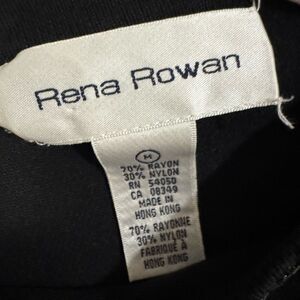 Rena Rowan
M
70% RAYON
30% NYLON
RN 54050
CA 08349
MADE IN
HONG KONG
70% RAYONNE
30% NYLON
FABRIQUÉ À
HONG KONG